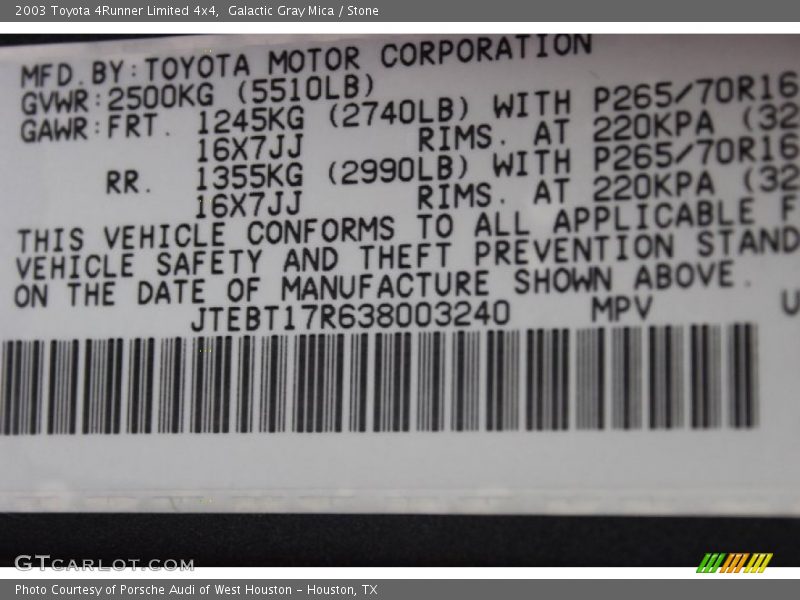 2003 Toyota 4Runner Limited 4x4,  Galactic Gray Mica / Stone
MFD.BY:TOYOTA MOTOR CORPORATION
GVWR:2500KG (5510LB)
GAWR:FRT. 1245KG (2740LB) WITH P265/70R16
16X7JJ RIMS. AT 220KPA (32
RR. 1355KG (2990LB) WITH P265/70R16
16X7JJ RIMS. AT 220KPA (32
THIS VEHICLE CONFORMS TO ALL APPLICABLE F
VEHICLE SAFETY AND THEFT PREVENTION STAND
ON THE DATE OF MANUFACTURE SHOWN ABOVE.
JTEBT17R638003240 MPV U
GTCARLOT.COM
Photo Courtesy of Porsche Audi of West Houston – Houston, TX